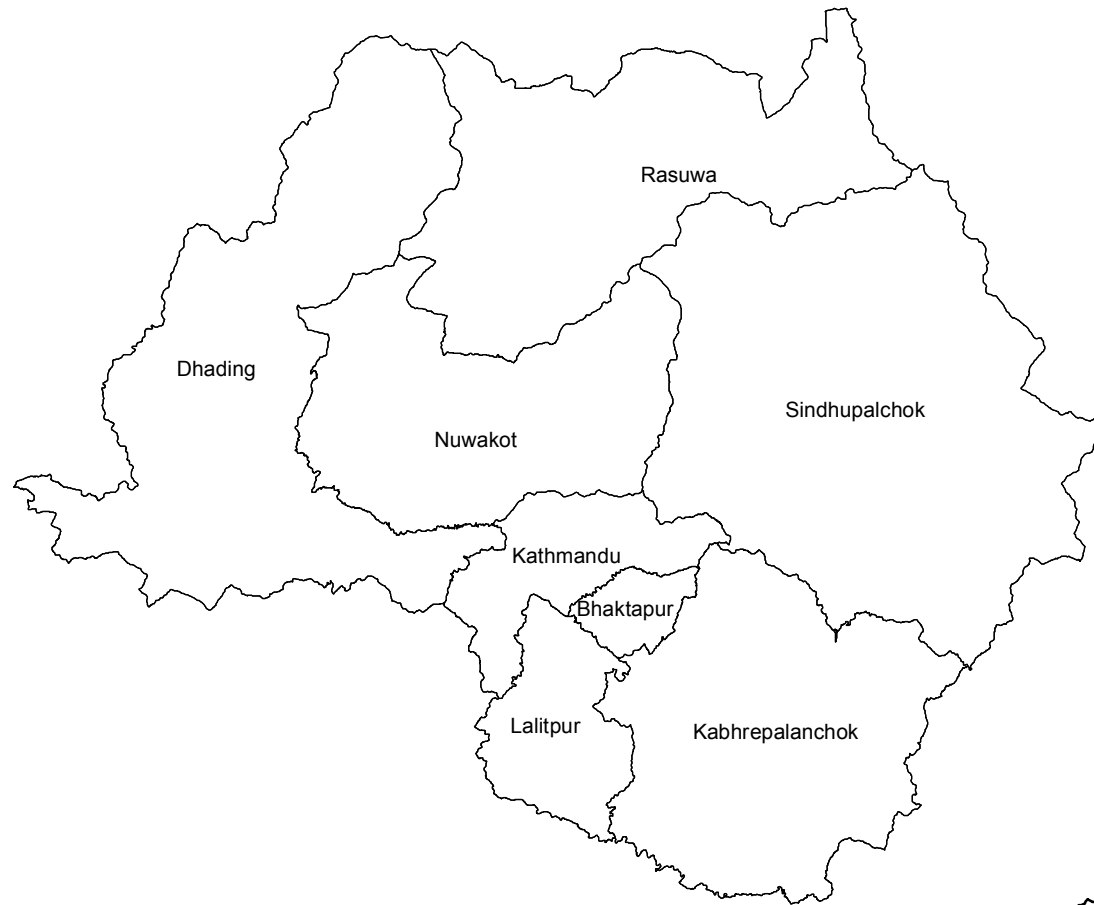 Rasuwa
Dhading
Sindhupalchok
Nuwakot
Kathmandu
Bhaktapur
Lalitpur
Kabhrepalanchok